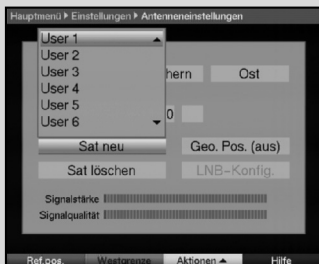 Hauptmenü ▶ Einstellungen ▶ Antenneneinstellungen
User 1
User 2
User 3
User 4
User 5
User 6
hern
Ost
0
Sat neu
Geo. Pos. (aus)
Sat löschen
LNB-Konfig.
Signalstärke
Signalqualität
Ref.pos.
Westgrenze
Aktionen
Hilfe